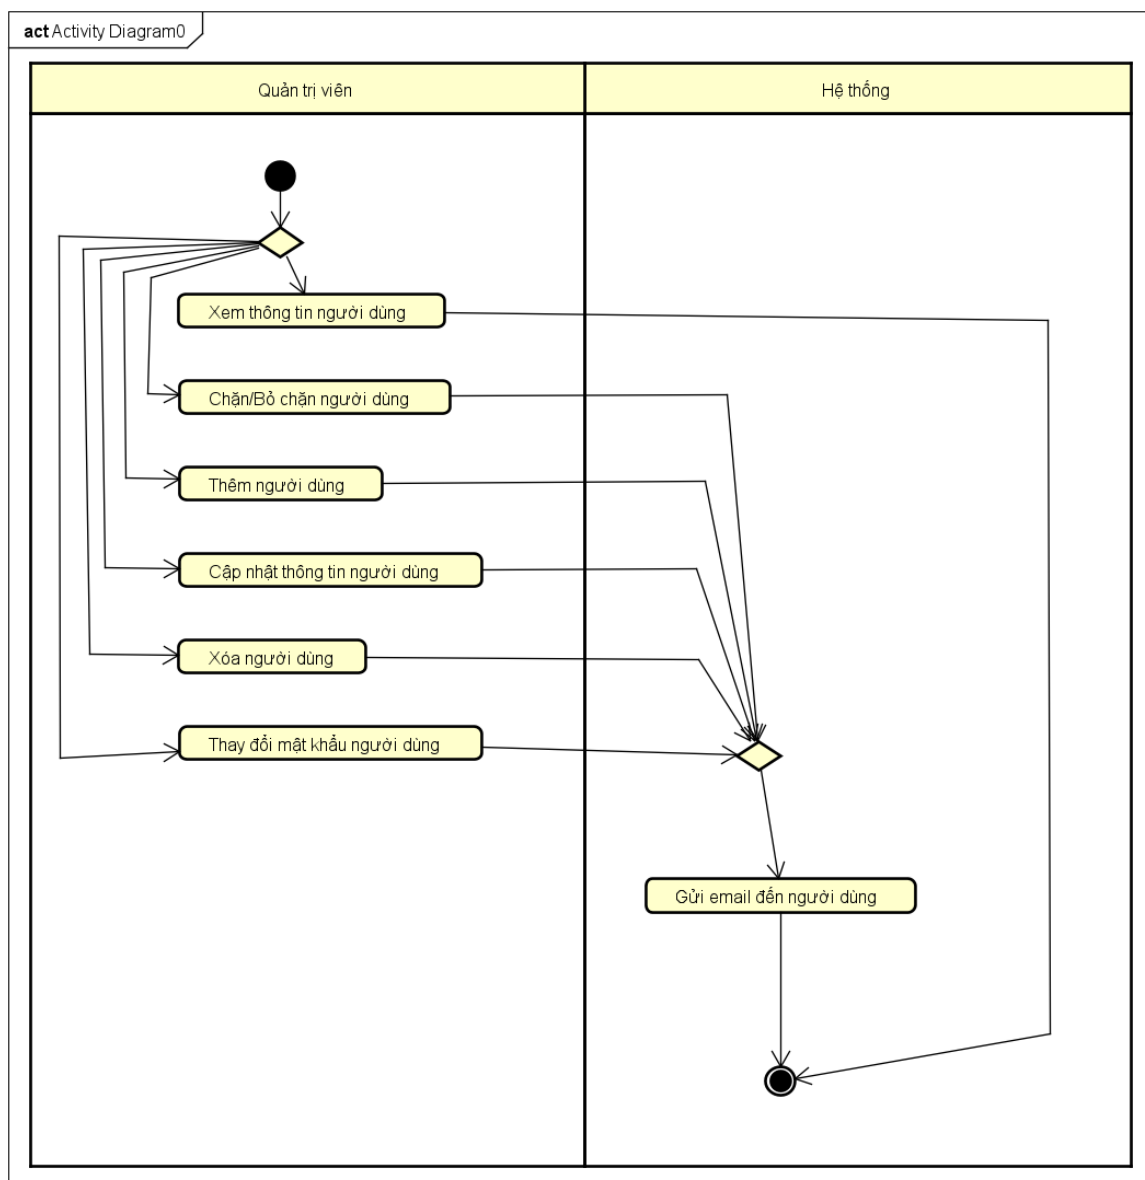 act Activity Diagram0
Quản trị viên
Hệ thống
Xem thông tin người dùng
Chặn/Bỏ chặn người dùng
Thêm người dùng
Cập nhật thông tin người dùng
Xóa người dùng
Thay đổi mật khẩu người dùng
Gửi email đến người dùng